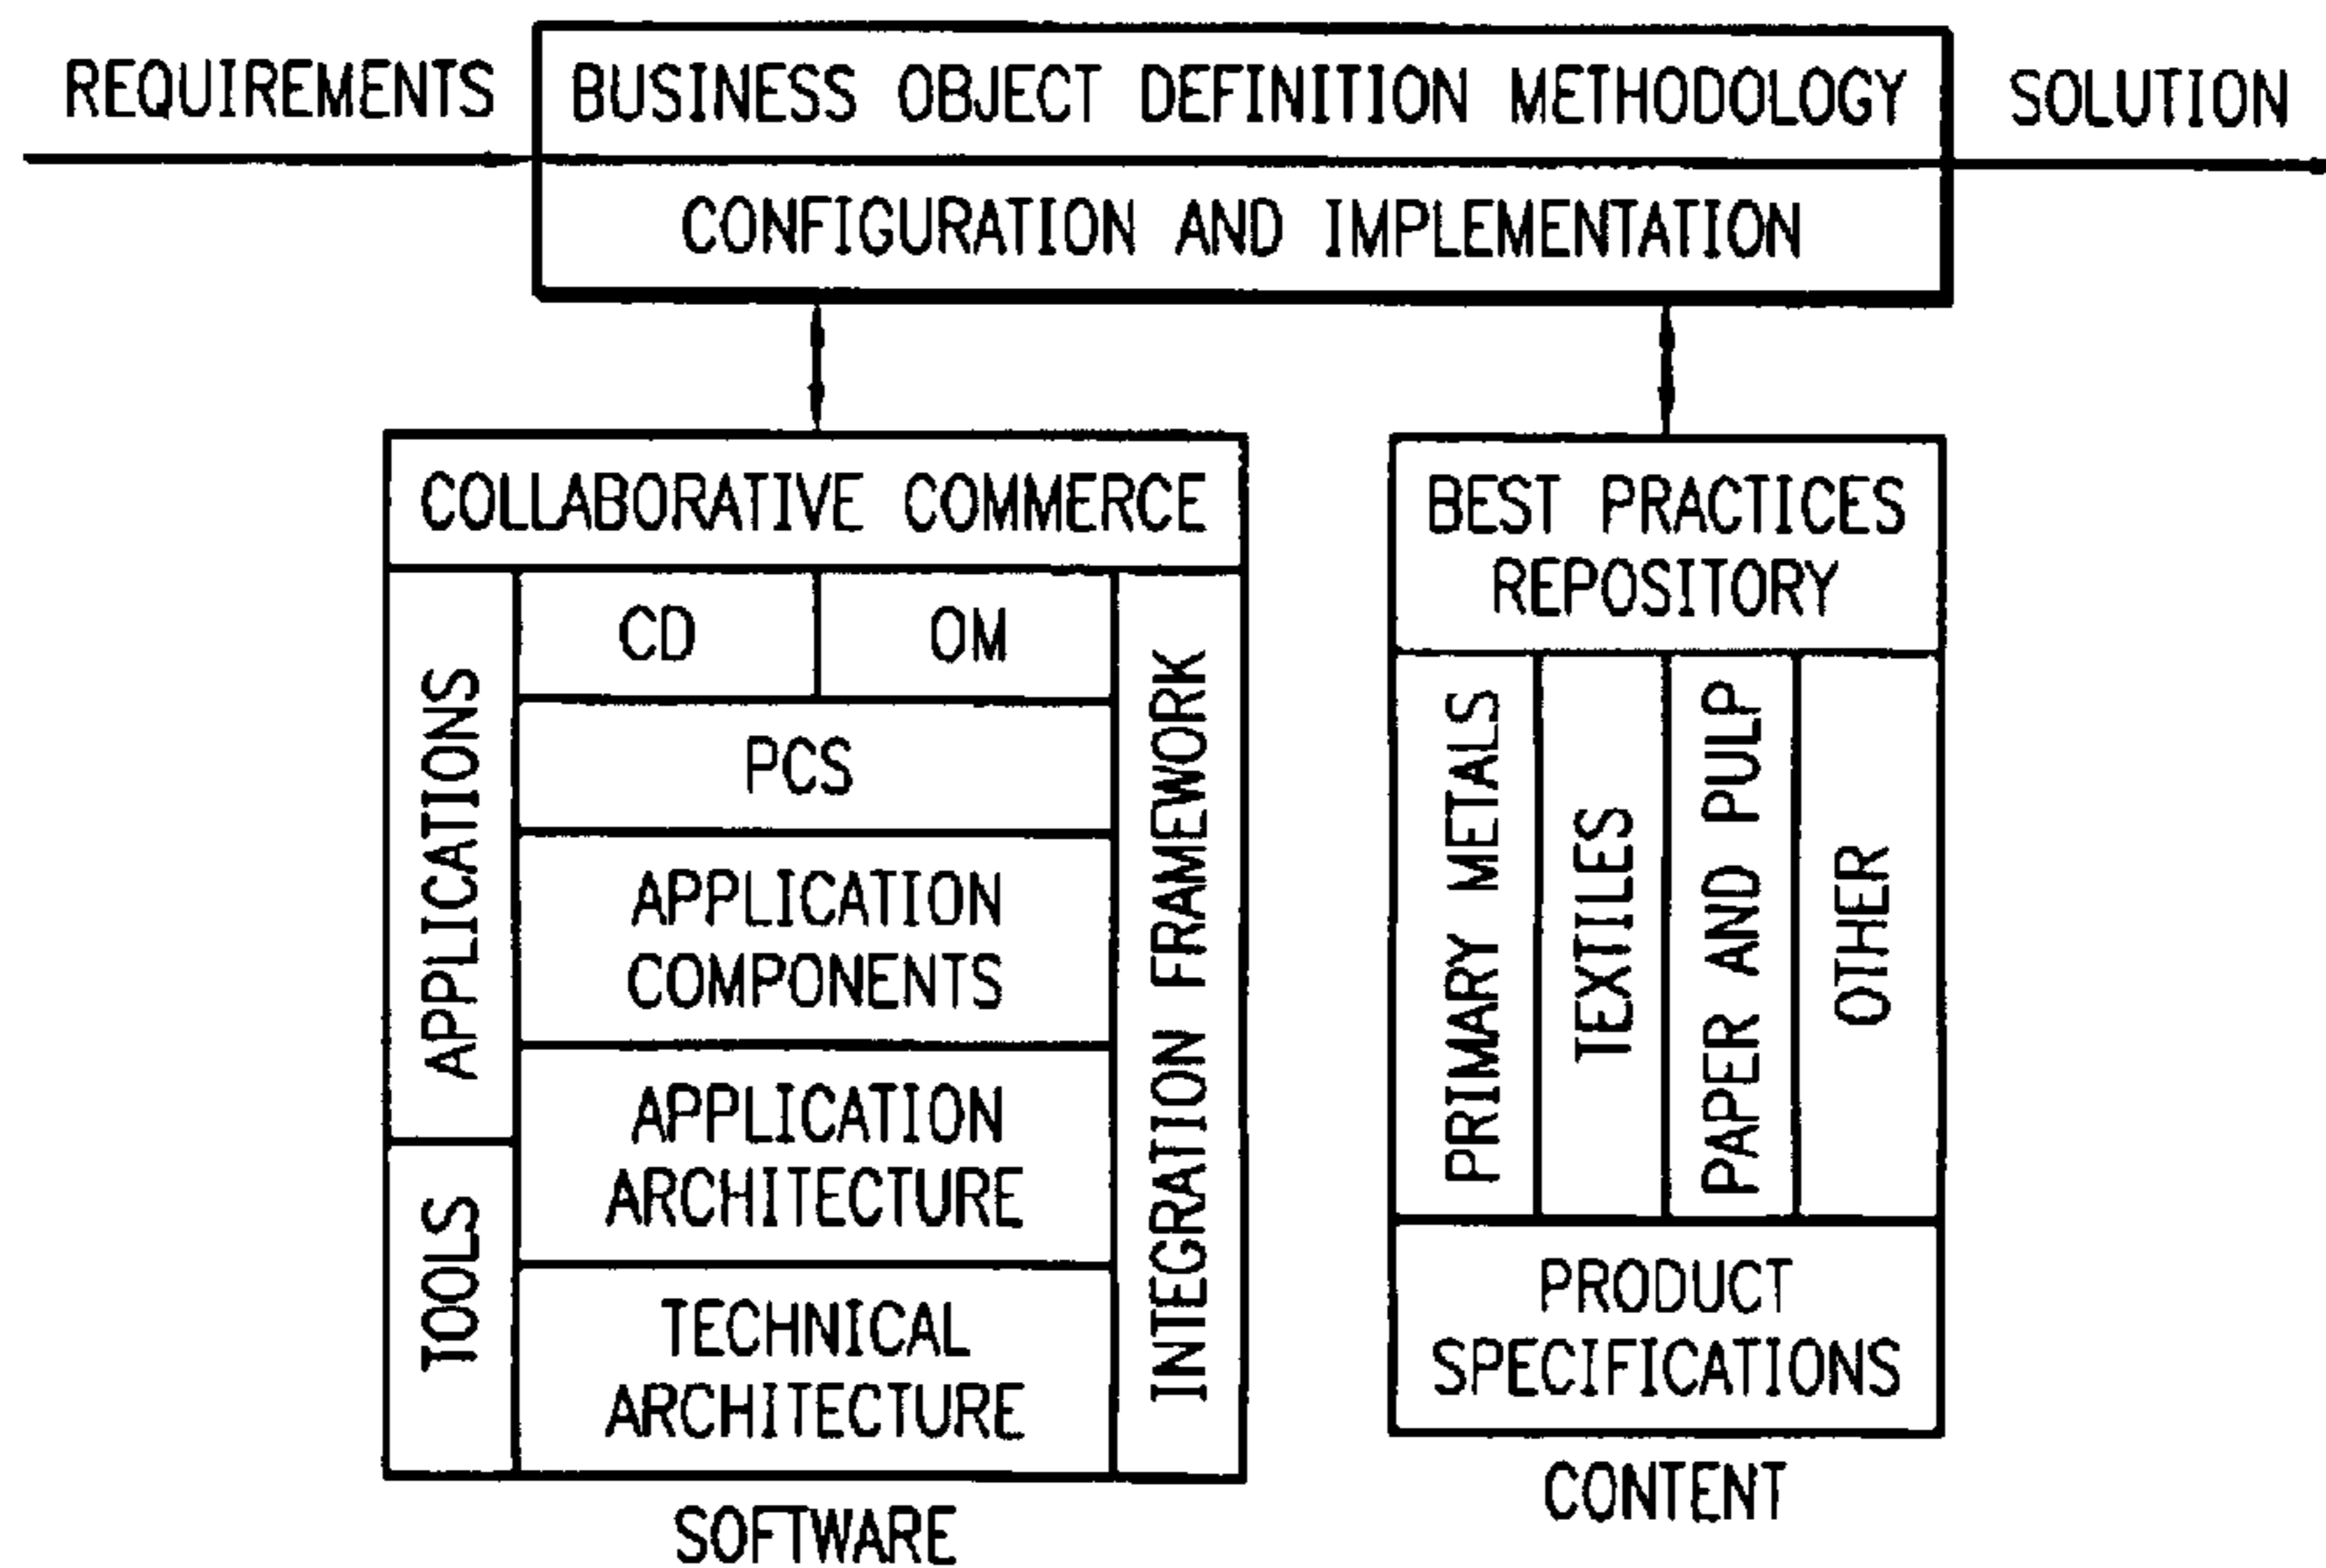 REQUIREMENTS
BUSINESS OBJECT DEFINITION METHODOLOGY
SOLUTION
CONFIGURATION AND IMPLEMENTATION
COLLABORATIVE COMMERCE
APPLICATIONS
TOOLS
CD
OM
PCS
APPLICATION
COMPONENTS
APPLICATION
ARCHITECTURE
TECHNICAL
ARCHITECTURE
INTEGRATION FRAMEWORK
SOFTWARE
BEST PRACTICES
REPOSITORY
PRIMARY METALS
TEXTILES
PAPER AND PULP
OTHER
PRODUCT
SPECIFICATIONS
CONTENT